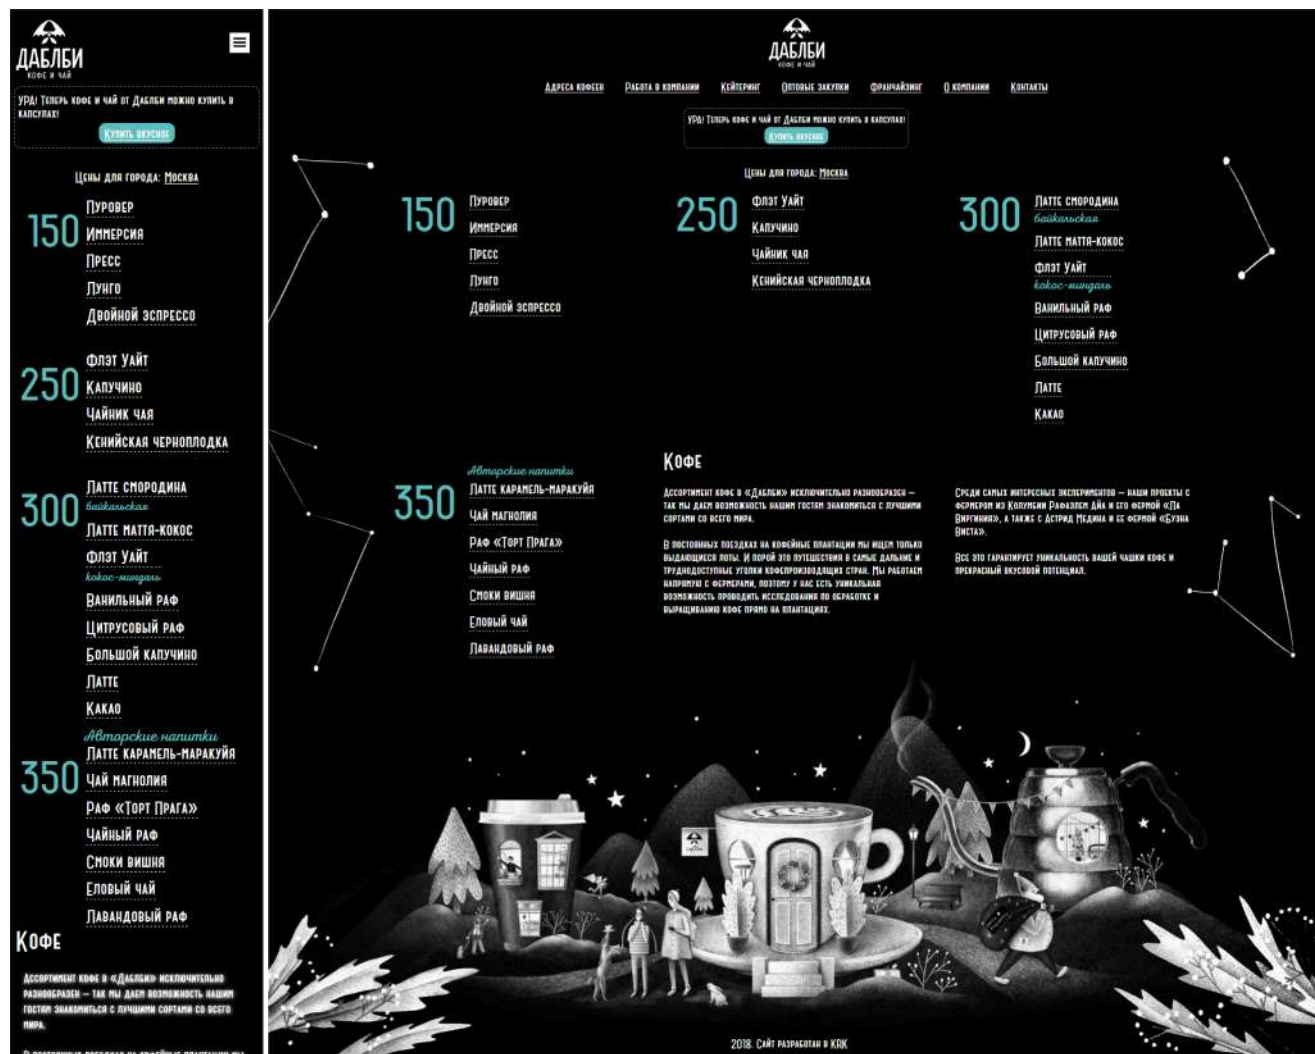 ДАБЛБИ
КОФЕ И ЧАЙ
УРА! Теперь кофе и чай от Даблби можно купить в
капсулах!
Купить вкусное
Цены для города: Москва
150
Пуровер
Иммерсия
Пресс
Лунго
Двойной эспрессо
250
Флэт Уайт
Капучино
Чайник чая
Кенийская черноплодка
300
Латте смородина
байкальская
Латте маття-кокос
Флэт Уайт
кокос-миндаль
Ванильный раф
Цитрусовый раф
Большой капучино
Латте
Какао
Авторские напитки
350
Латте карамель-маракуйя
Чай магнолия
Раф «Торт Прага»
Чайный раф
Смоки вишня
Еловый чай
Лавандовый раф
Кофе
Ассортимент кофе в «Даблби» исключительно
разнообразен — так мы даем возможность нашим
гостям знакомиться с лучшими сортами со всего
мира.
В постоянных поездках на кофейные плантации мы
ДАБЛБИ
КОФЕ И ЧАЙ
Адреса кофеен Работа в компании Кейтеринг Оптовые закупки Франчайзинг О компании Контакты
УРА! Теперь кофе и чай от Даблби можно купить в капсулах!
Купить вкусное
Цены для города: Москва
150
Пуровер
Иммерсия
Пресс
Лунго
Двойной эспрессо
250
Флэт Уайт
Капучино
Чайник чая
Кенийская черноплодка
300
Латте смородина
байкальская
Латте маття-кокос
Флэт Уайт
кокос-миндаль
Ванильный раф
Цитрусовый раф
Большой капучино
Латте
Какао
Авторские напитки
350
Латте карамель-маракуйя
Чай магнолия
Раф «Торт Прага»
Чайный раф
Смоки вишня
Еловый чай
Лавандовый раф
Кофе
Ассортимент кофе в «Даблби» исключительно разнообразен —
так мы даем возможность нашим гостям знакомиться с лучшими
сортами со всего мира.
В постоянных поездках на кофейные плантации мы ищем только
выдающиеся лоты. И порой это путешествия в самые дальние и
труднодоступные уголки кофепроизводящих стран. Мы работаем
напрямую с фермерами, поэтому у нас есть уникальная
возможность проводить исследования по обработке и
выращиванию кофе прямо на плантациях.
Среди самых интересных экспериментов — наши проекты с
фермером из Колумбии Рафаэлем Айа и его фермой «Ла
Виргиния», а также с Астрид Медина и ее фермой «Буэна
Виста».
Все это гарантирует уникальность вашей чашки кофе и
прекрасный вкусовой потенциал.
2018. Сайт разработан в KRK